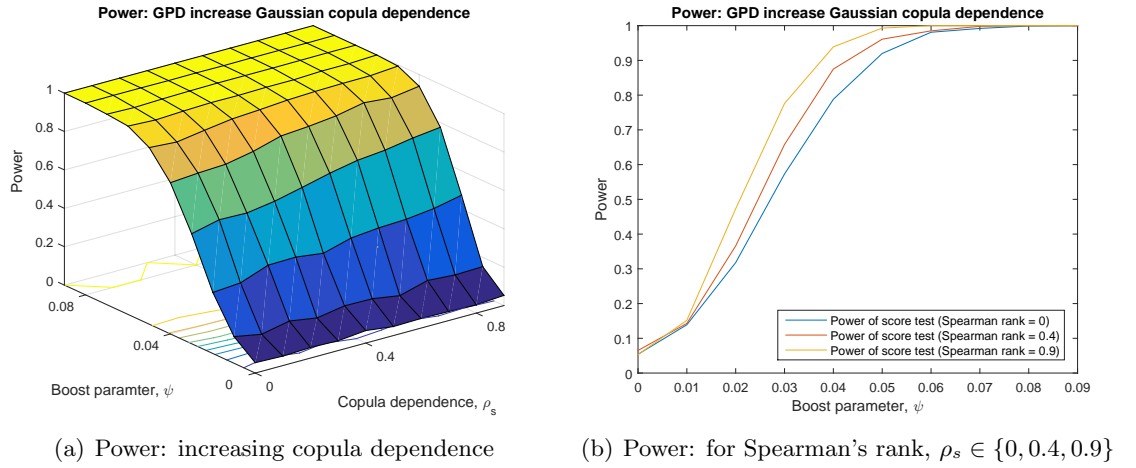 Power: GPD increase Gaussian copula dependence
1
0.8
0.6
0.4
0.2
0
Power
0.08
0.04
0
Boost paramter, ψ
0
0.4
0.8
Copula dependence, ρs
(a) Power: increasing copula dependence
Power: GPD increase Gaussian copula dependence
1
0.9
0.8
0.7
0.6
0.5
0.4
0.3
0.2
0.1
0
Power
Power of score test (Spearman rank = 0)
Power of score test (Spearman rank = 0.4)
Power of score test (Spearman rank = 0.9)
0 0.01 0.02 0.03 0.04 0.05 0.06 0.07 0.08 0.09
Boost parameter, ψ
(b) Power: for Spearman's rank, ρs ∈ {0, 0.4, 0.9}